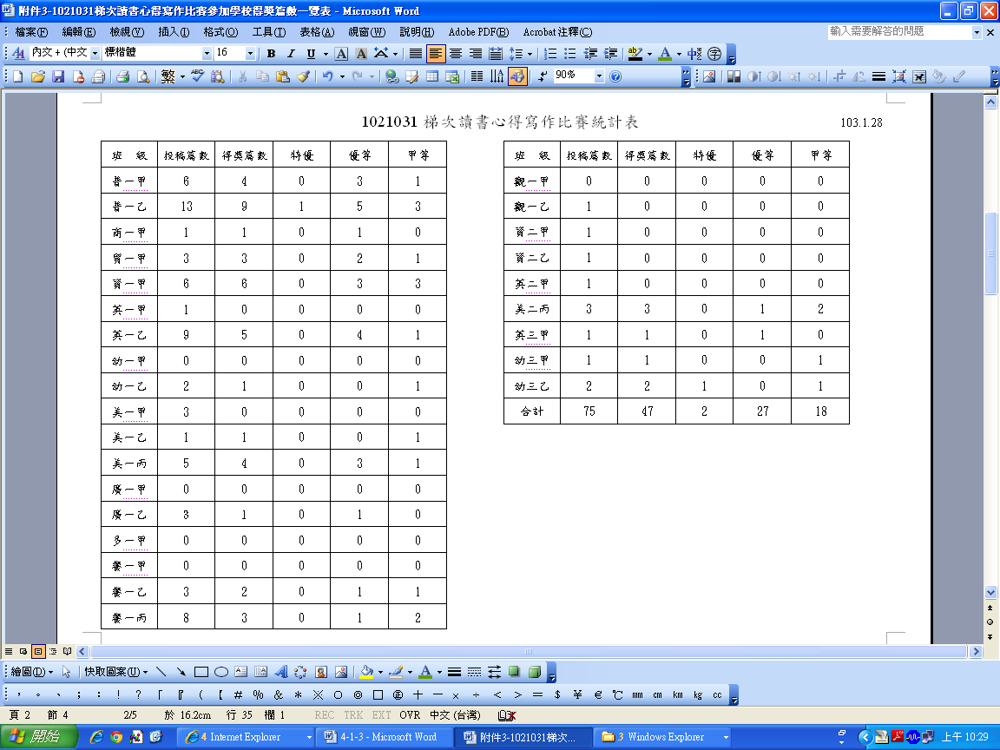 附件3-1021031梯次讀書心得寫作比賽參加學校得獎篇數一覽表 - Microsoft Word
檔案(F) 編輯(E) 檢視(V) 插入(I) 格式(O) 工具(T) 表格(A) 視窗(W) 說明(H) Adobe PDF(B) Acrobat 註釋(C) 輸入需要解答的問題
內文 + (中文 標楷體 16 B I U A A
繁 90%
1021031 梯次讀書心得寫作比賽統計表 103.1.28
班 級 投稿篇數 得獎篇數 特優 優等 甲等
普一甲 6 4 0 3 1
普一乙 13 9 1 5 3
商一甲 1 1 0 1 0
貿一甲 3 3 0 2 1
資一甲 6 6 0 3 3
英一甲 1 0 0 0 0
英一乙 9 5 0 4 1
幼一甲 0 0 0 0 0
幼一乙 2 1 0 0 1
美一甲 3 0 0 0 0
美一乙 1 1 0 0 1
美一丙 5 4 0 3 1
廣一甲 0 0 0 0 0
廣一乙 3 1 0 1 0
多一甲 0 0 0 0 0
餐一甲 0 0 0 0 0
餐一乙 3 2 0 1 1
餐一丙 8 3 0 1 2
班 級 投稿篇數 得獎篇數 特優 優等 甲等
觀一甲 0 0 0 0 0
觀一乙 1 0 0 0 0
資二甲 1 0 0 0 0
資二乙 1 0 0 0 0
英二甲 1 0 0 0 0
美二丙 3 3 0 1 2
英三甲 1 1 0 1 0
幼三甲 1 1 0 0 1
幼三乙 2 2 1 0 1
合計 75 47 2 27 18
繪圖(D) 快取圖案(U)
, 。 、 ; : ! ? 「 『 ( 【 # % & * ※ ○ ◎ □ ㊣ + － × ÷ < > = $ ¥ € ℃ mm cm km kg cc
頁 2 節 4 2/5 於 16.2cm 行 35 欄 1 REC TRK EXT OVR 中文 (台灣)
開始 4 Internet Explorer 4-1-3 - Microsoft Word 附件3-1021031梯次... 3 Windows Explorer 上午 10:29